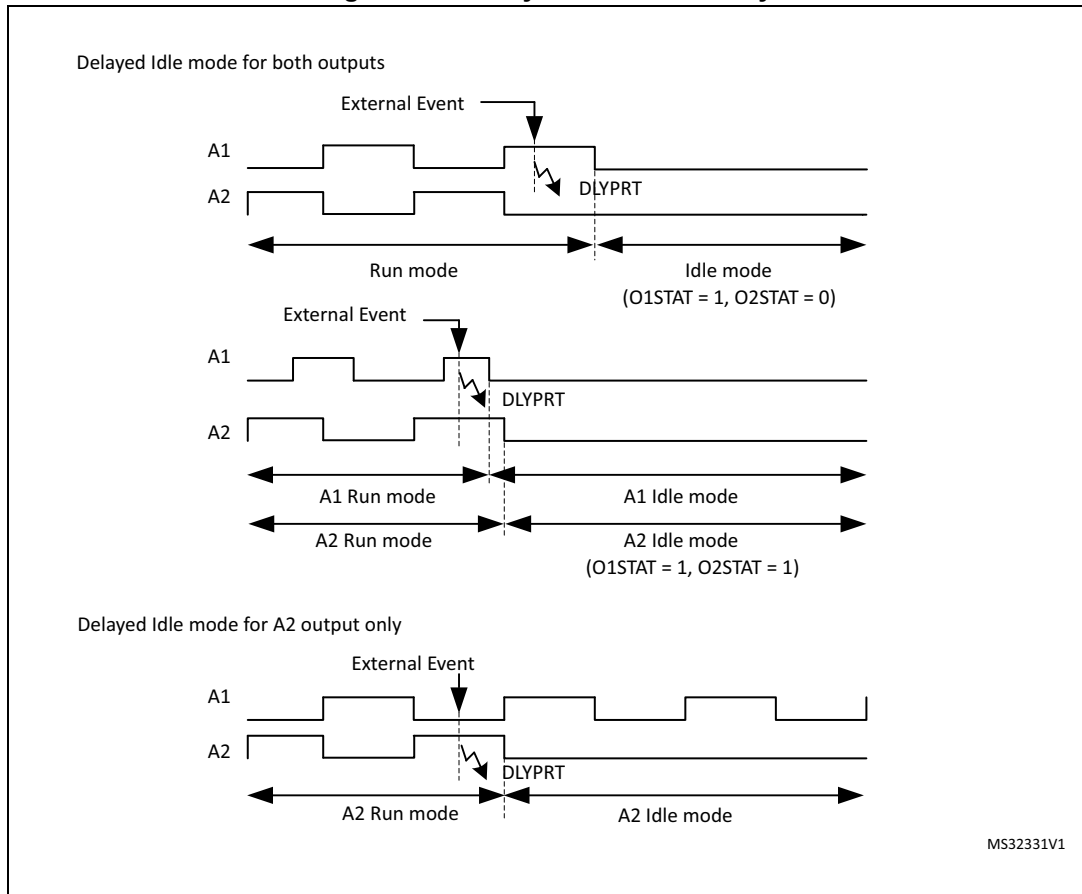 Delayed Idle mode for both outputs
External Event
A1
DLYPRT
A2
Run mode
Idle mode
(O1STAT = 1, O2STAT = 0)
External Event
A1
DLYPRT
A2
A1 Run mode
A1 Idle mode
A2 Run mode
A2 Idle mode
(O1STAT = 1, O2STAT = 1)
Delayed Idle mode for A2 output only
External Event
A1
A2
DLYPRT
A2 Run mode
A2 Idle mode
MS32331V1